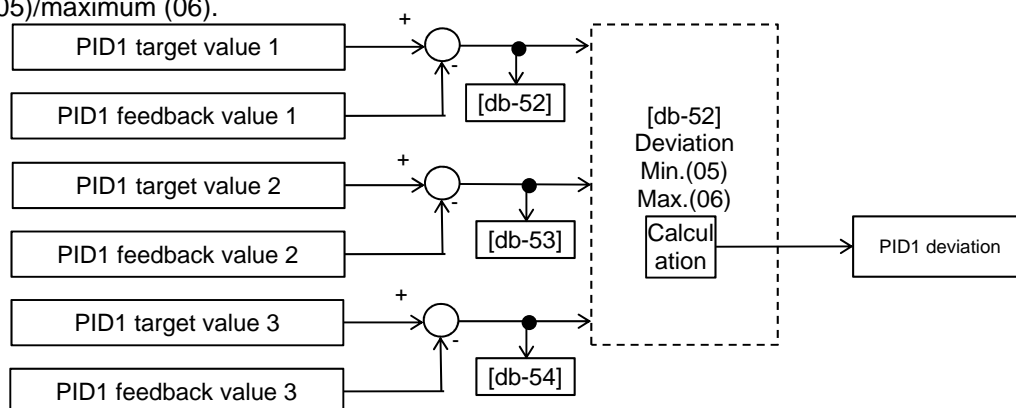 05)/maximum (06).
+
PID1 target value 1
-
[db-52]
PID1 feedback value 1
[db-52]
Deviation
Min.(05)
Max.(06)
+
PID1 target value 2
-
[db-53]
PID1 feedback value 2
Calcul
ation
PID1 deviation
+
PID1 target value 3
-
[db-54]
PID1 feedback value 3